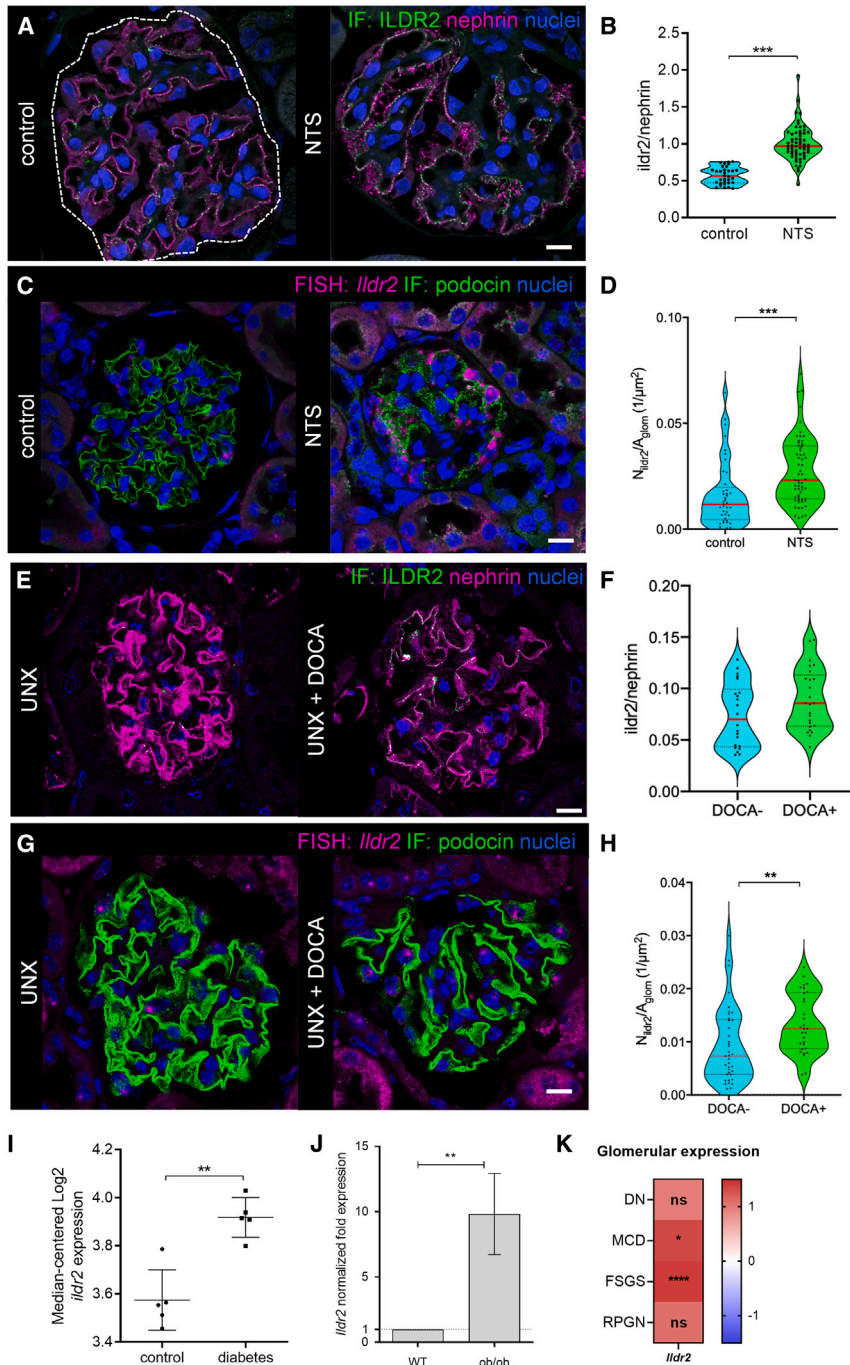 A
IF: ILDR2 nephrin nuclei
control
NTS
B
***
ildr2/nephrin
2.5
2.0
1.5
1.0
0.5
0.0
control NTS
C
FISH: Ildr2 IF: podocin nuclei
control
NTS
D
***
N_ildr2/A_glom (1/µm²)
0.10
0.05
0.00
control NTS
E
IF: ILDR2 nephrin nuclei
UNX
UNX + DOCA
F
ildr2/nephrin
0.20
0.15
0.10
0.05
0.00
DOCA- DOCA+
G
FISH: Ildr2 IF: podocin nuclei
UNX
UNX + DOCA
H
**
N_ildr2/A_glom (1/µm²)
0.04
0.03
0.02
0.01
0.00
DOCA- DOCA+
I
**
Median-centered Log2
ildr2 expression
4.2
4.0
3.8
3.6
3.4
control diabetes
J
**
Ildr2 normalized fold expression
15
10
5
1
0
WT ob/ob
K
Glomerular expression
DN ns
MCD *
FSGS ****
RPGN ns
Ildr2
1
0
-1